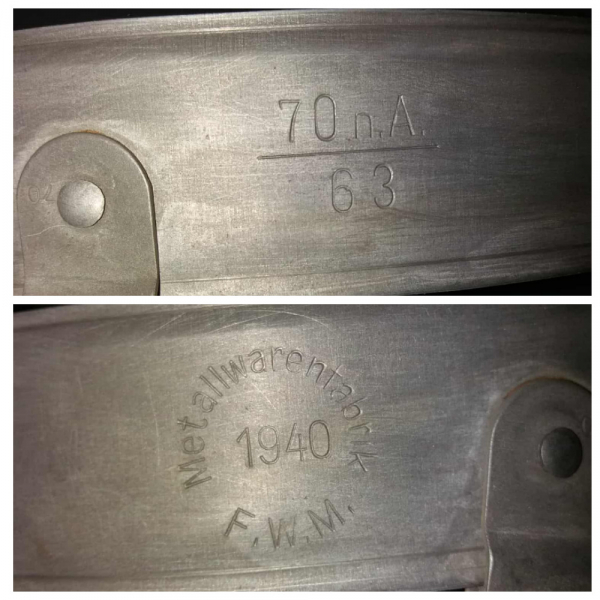 70 n.A.
63
Metallwarenfabrik
1940
F.W.M.